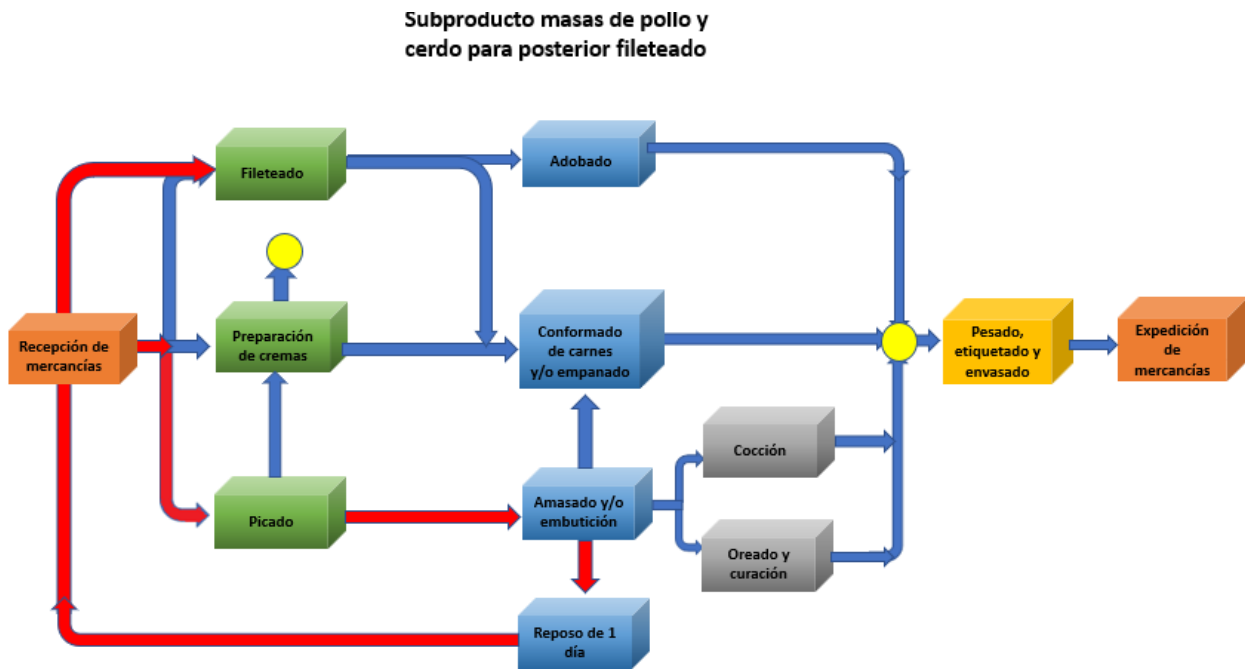 Subproducto masas de pollo y
cerdo para posterior fileteado
Fileteado
Adobado
Recepción de
mercancías
Preparación
de cremas
Conformado
de carnes
y/o empanado
Pesado,
etiquetado y
envasado
Expedición
de
mercancías
Cocción
Picado
Amasado y/o
embutición
Oreado y
curación
Reposo de 1
día